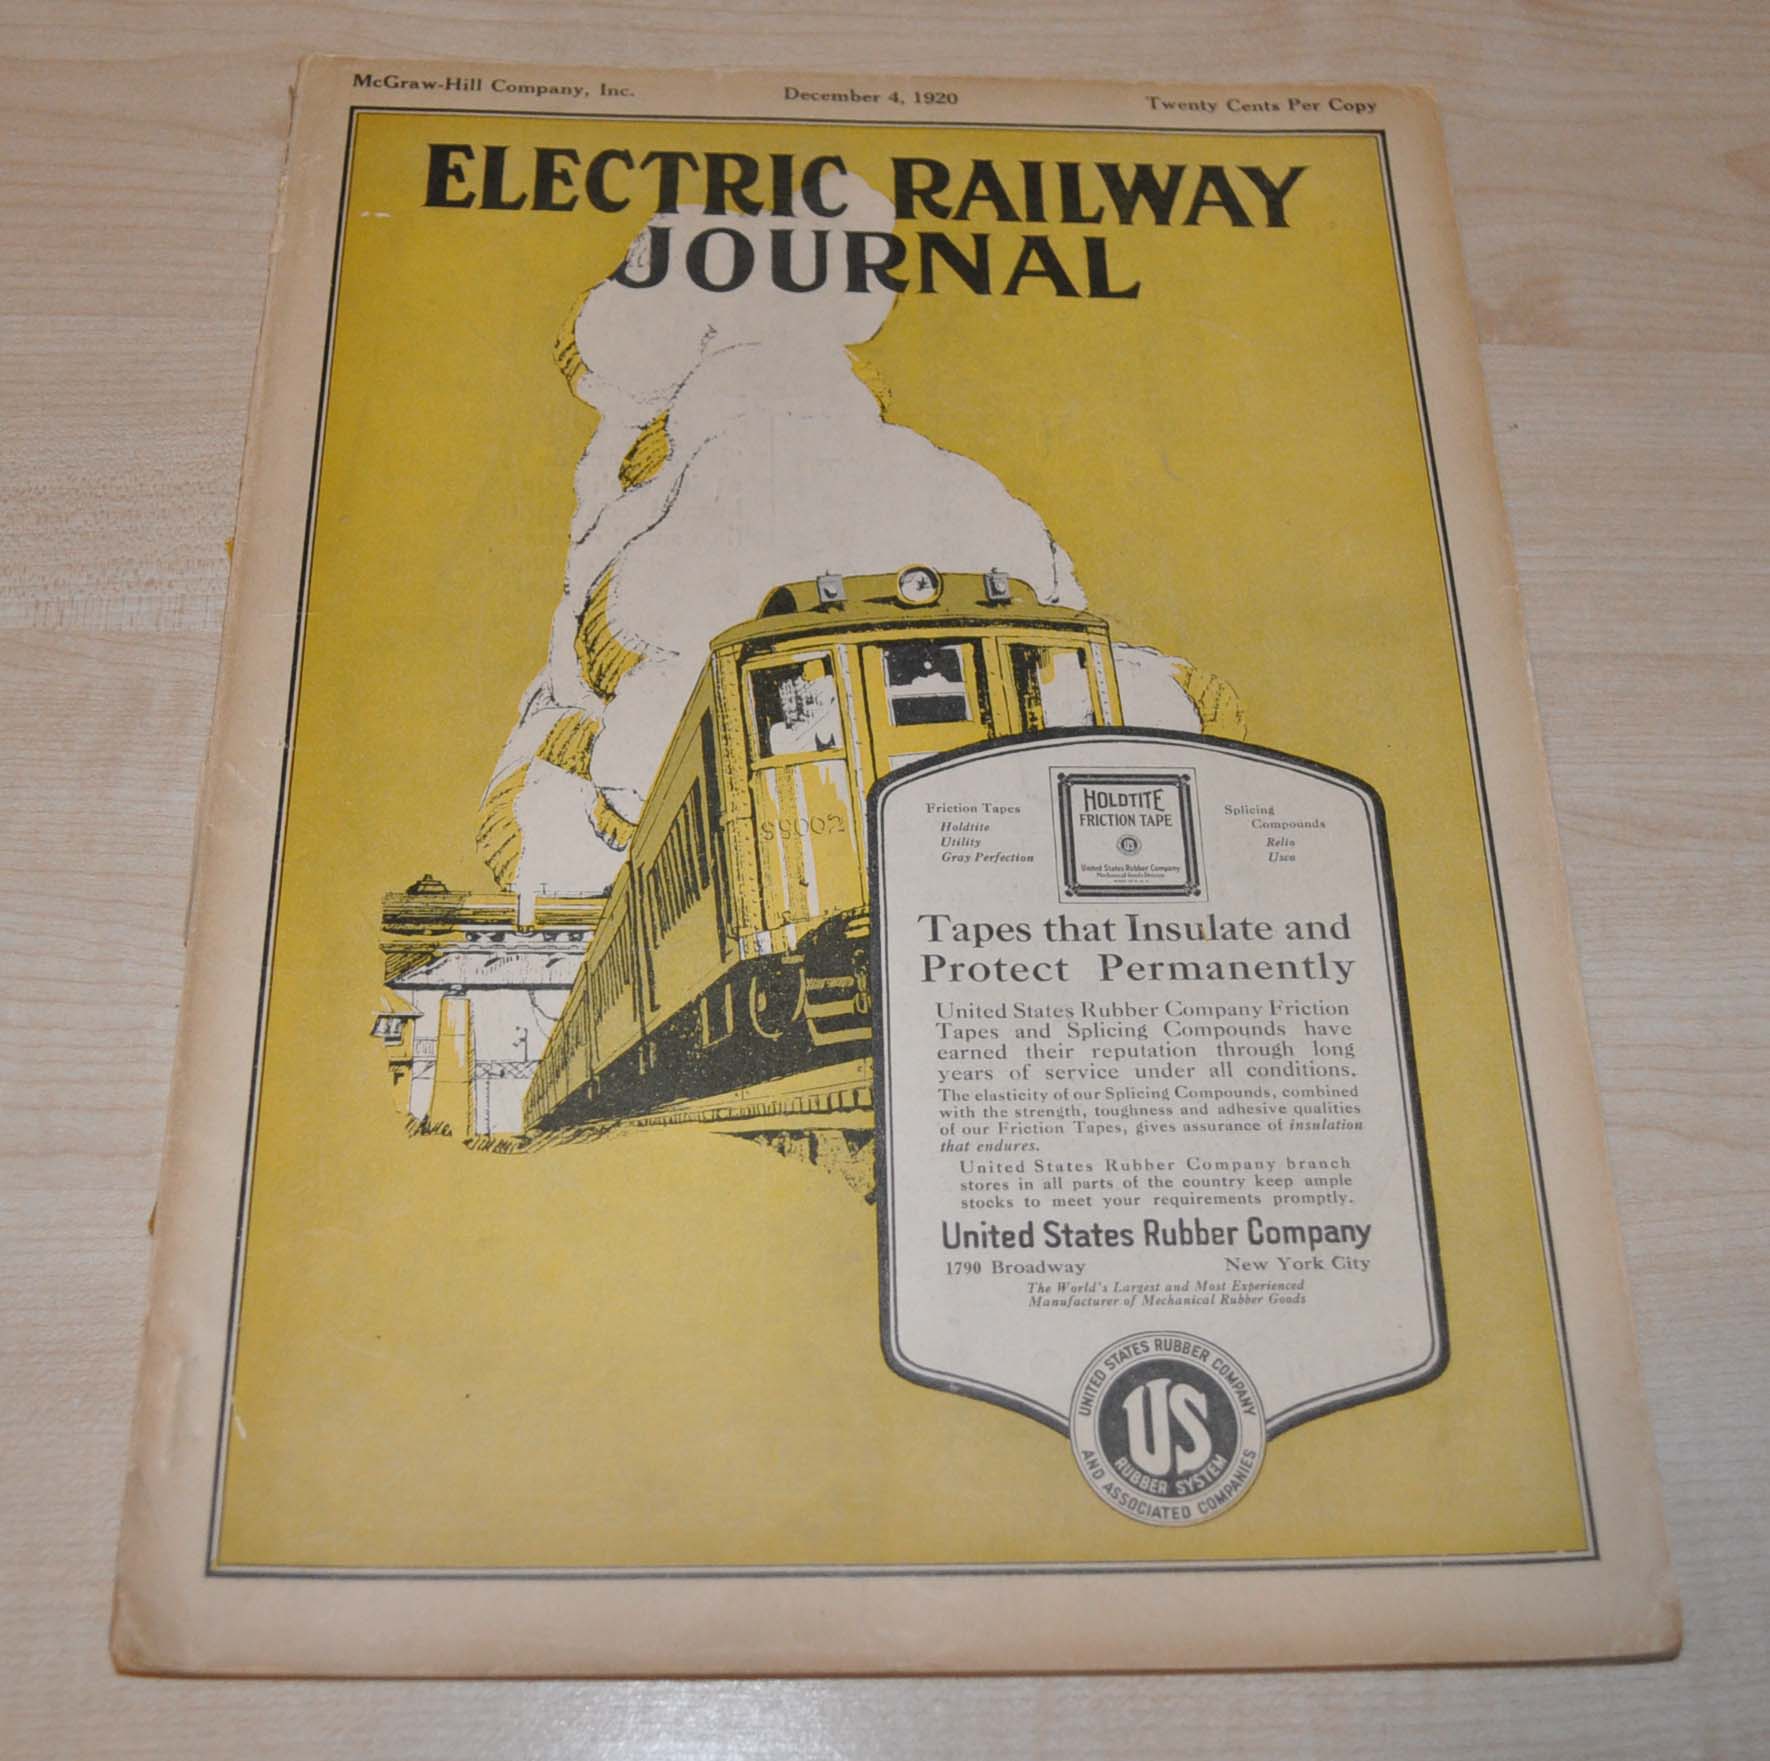 McGraw-Hill Company, Inc. December 4, 1920 Twenty Cents Per Copy
ELECTRIC RAILWAY
JOURNAL
Friction Tapes
Holdtite
Utility
Gray Perfection
HOLDTITE
FRICTION TAPE
US
United States Rubber Company
Splicing
Compounds
Relio
Usco
Tapes that Insulate and
Protect Permanently
United States Rubber Company Friction
Tapes and Splicing Compounds have
earned their reputation through long
years of service under all conditions.
The elasticity of our Splicing Compounds, combined
with the strength, toughness and adhesive qualities
of our Friction Tapes, gives assurance of insulation
that endures.
United States Rubber Company branch
stores in all parts of the country keep ample
stocks to meet your requirements promptly.
United States Rubber Company
1790 Broadway New York City
The World's Largest and Most Experienced
Manufacturer of Mechanical Rubber Goods
UNITED STATES RUBBER COMPANY
US
RUBBER SYSTEM
AND ASSOCIATED COMPANIES